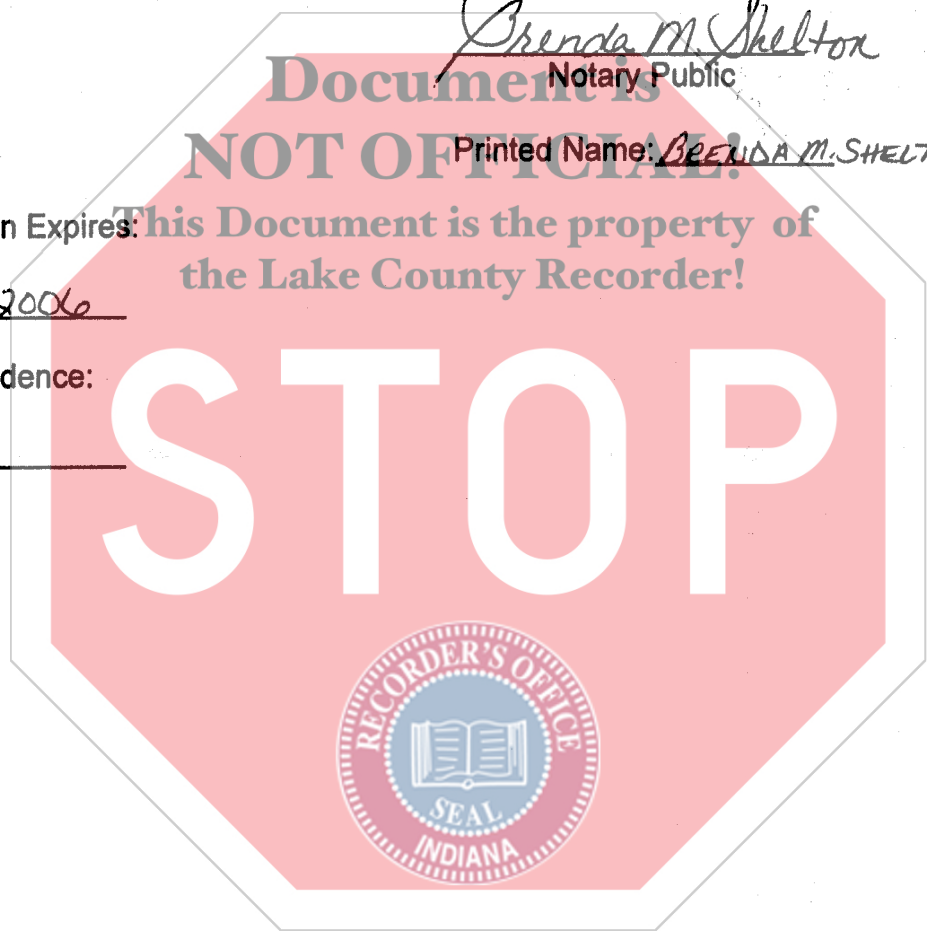 Brenda M. Shelton
Notary Public
Document is
NOT OFFICIAL!
Printed Name: BRENDA M. SHELT
n Expires:
This Document is the property of
the Lake County Recorder!
2006
dence:
STOP
RECORDER'S OFFICE
SEAL
INDIANA